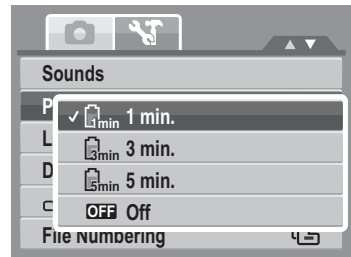 Sounds
P
✓ 1min 1 min.
L
3min 3 min.
D
5min 5 min.
OFF Off
File Numbering